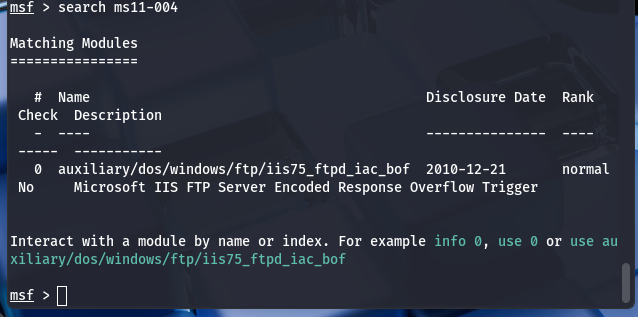 msf > search ms11-004
Matching Modules
================
#  Name                                       Disclosure Date  Rank
Check  Description
-  ----                                       ---------------  ----
-----  -----------
0  auxiliary/dos/windows/ftp/iis75_ftpd_iac_bof  2010-12-21       normal
No     Microsoft IIS FTP Server Encoded Response Overflow Trigger
Interact with a module by name or index. For example info 0, use 0 or use au
xiliary/dos/windows/ftp/iis75_ftpd_iac_bof
msf >